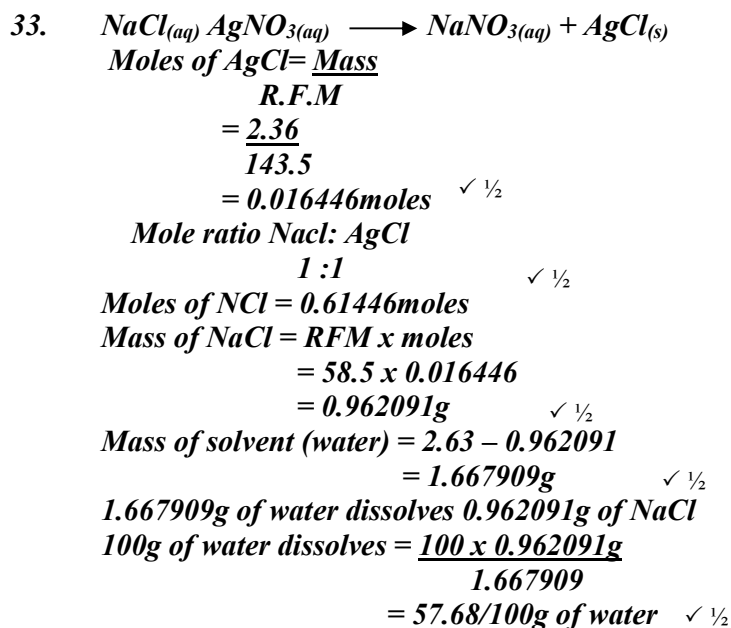 33. NaCl(aq) AgNO3(aq) ⟶ NaNO3(aq) + AgCl(s)
Moles of AgCl= Mass
R.F.M
= 2.36
143.5
= 0.016446moles ✓ ½
Mole ratio Nacl: AgCl
1 :1 ✓ ½
Moles of NCl = 0.61446moles
Mass of NaCl = RFM x moles
= 58.5 x 0.016446
= 0.962091g ✓ ½
Mass of solvent (water) = 2.63 – 0.962091
= 1.667909g ✓ ½
1.667909g of water dissolves 0.962091g of NaCl
100g of water dissolves = 100 x 0.962091g
1.667909
= 57.68/100g of water ✓ ½